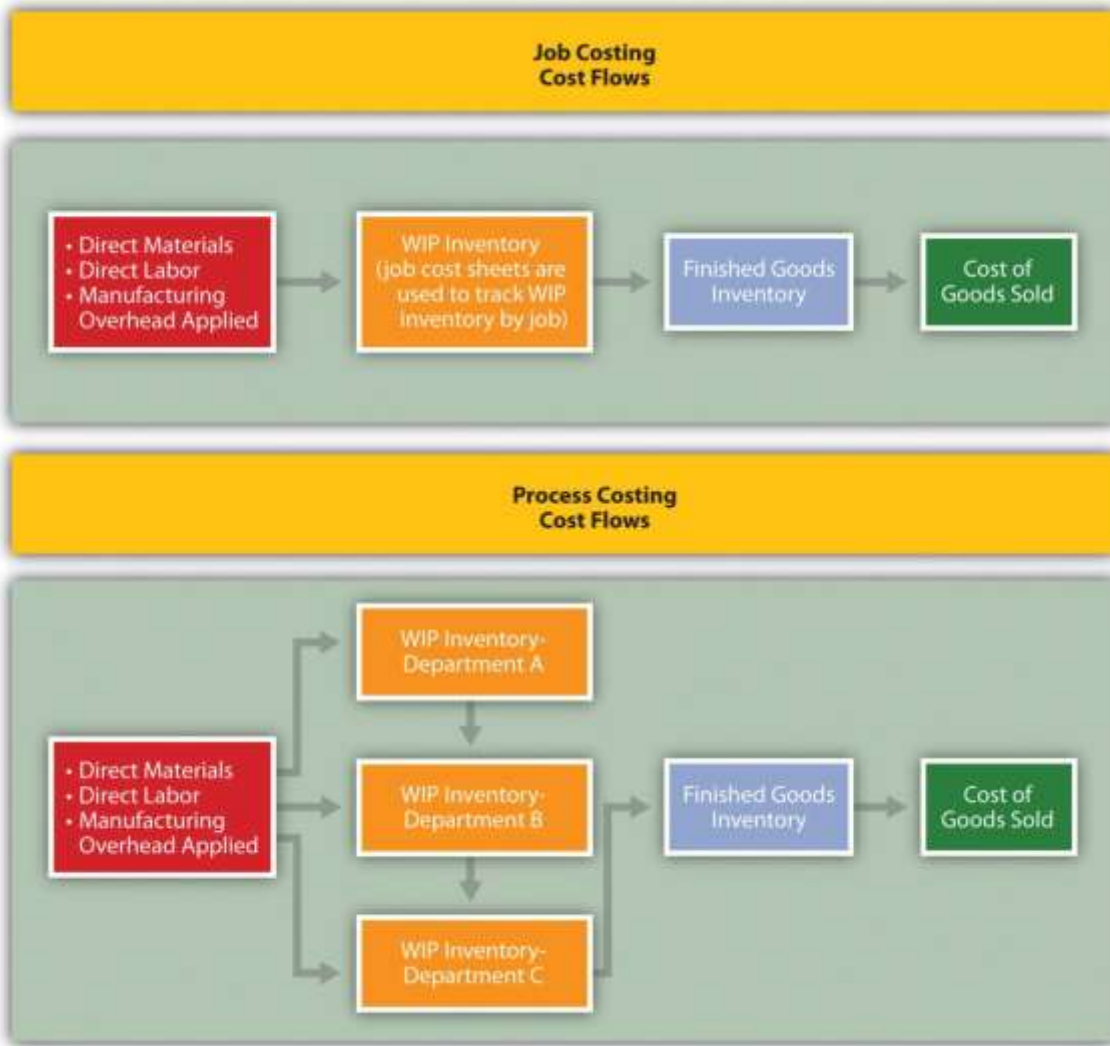 Job Costing
Cost Flows
• Direct Materials
• Direct Labor
• Manufacturing
Overhead Applied
WIP Inventory
(job cost sheets are
used to track WIP
Inventory by job)
Finished Goods
Inventory
Cost of
Goods Sold
Process Costing
Cost Flows
• Direct Materials
• Direct Labor
• Manufacturing
Overhead Applied
WIP Inventory-
Department A
WIP Inventory-
Department B
WIP Inventory-
Department C
Finished Goods
Inventory
Cost of
Goods Sold